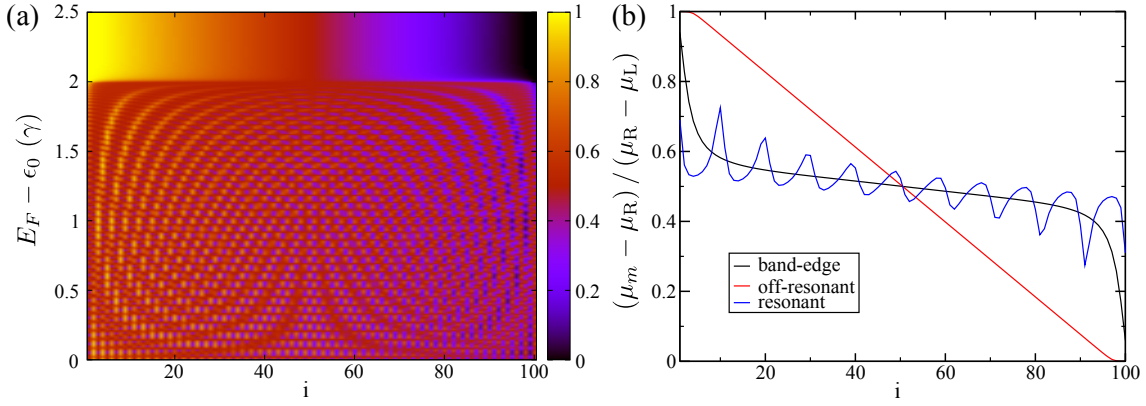 (a)
E_F − ϵ_0 (γ)
2.5
2
1.5
1
0.5
0
20 40 60 80 100
i
1
0.8
0.6
0.4
0.2
0
(b)
(μ_m − μ_R) / (μ_R − μ_L)
1
0.8
0.6
0.4
0.2
0
band-edge
off-resonant
resonant
20 40 60 80 100
i